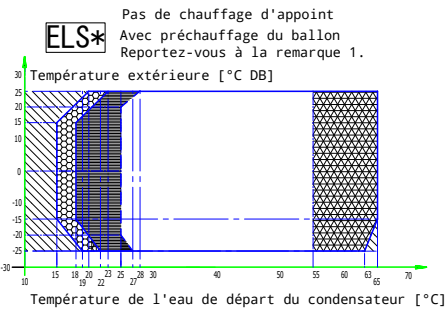 Pas de chauffage d'appoint
ELS*
Avec préchauffage du ballon
Reportez-vous à la remarque 1.
Température extérieure [°C DB]
30
25
20
15
10
0
-10
-15
-20
-25
-30
10 15 18 20 23 25 28 30 40 50 55 60 63 65 70
19 22 27
Température de l'eau de départ du condensateur [°C]